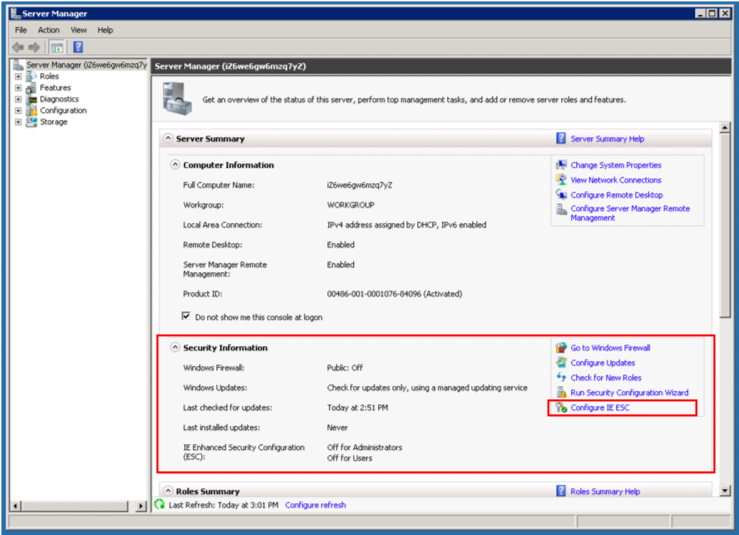 Server Manager
File Action View Help
Server Manager (iZ6we6gw6mzq7y
Roles
Features
Diagnostics
Configuration
Storage
Server Manager (iZ6we6gw6mzq7yZ)
Get an overview of the status of this server, perform top management tasks, and add or remove server roles and features.
Server Summary
Server Summary Help
Computer Information
Full Computer Name: iZ6we6gw6mzq7yZ
Workgroup: WORKGROUP
Local Area Connection: IPv4 address assigned by DHCP, IPv6 enabled
Remote Desktop: Enabled
Server Manager Remote Management: Enabled
Product ID: 00486-001-0001076-84096 (Activated)
Do not show me this console at logon
Change System Properties
View Network Connections
Configure Remote Desktop
Configure Server Manager Remote
Management
Security Information
Windows Firewall: Public: Off
Windows Updates: Check for updates only, using a managed updating service
Last checked for updates: Today at 2:51 PM
Last installed updates: Never
IE Enhanced Security Configuration Off for Administrators
(ESC): Off for Users
Go to Windows Firewall
Configure Updates
Check for New Roles
Run Security Configuration Wizard
Configure IE ESC
Roles Summary
Roles Summary Help
Last Refresh: Today at 3:01 PM Configure refresh